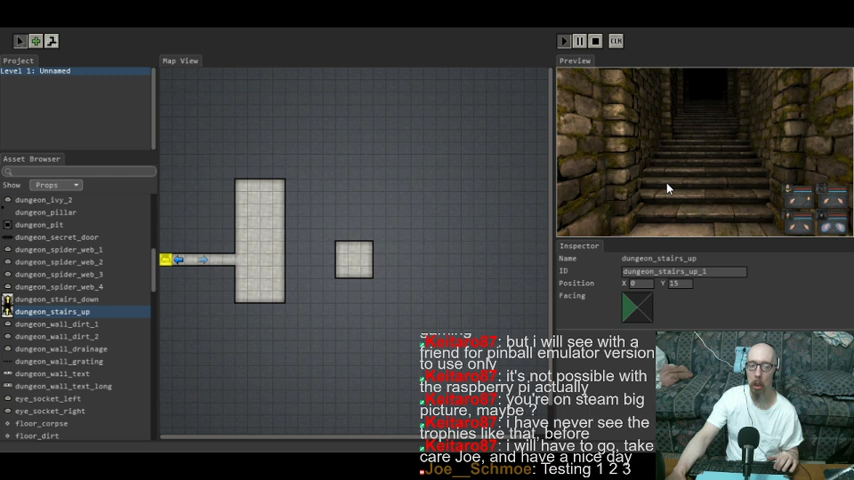 CLR
Project
Map View
Preview
Level 1: Unnamed
Asset Browser
Show Props
dungeon_ivy_2
dungeon_pillar
dungeon_pit
dungeon_secret_door
dungeon_spider_web_1
dungeon_spider_web_2
dungeon_spider_web_3
dungeon_spider_web_4
dungeon_stairs_down
dungeon_stairs_up
dungeon_wall_dirt_1
dungeon_wall_dirt_2
dungeon_wall_drainage
dungeon_wall_grating
dungeon_wall_text
dungeon_wall_text_long
eye_socket_left
eye_socket_right
floor_corpse
floor_dirt
Inspector
Name dungeon_stairs_up
ID dungeon_stairs_up_1
Position X 0 Y 15
Facing
gaming
Keitaro87: but i will see with a
friend for pinball emulator version
to use only
Keitaro87: it's not possible with
the raspberry pi actually
Keitaro87: you're on steam big
picture, maybe ?
Keitaro87: i have never see the
trophies like that, before
Keitaro87: i will have to go, take
care Joe, and have a nice day
Joe__Schmoe: Testing 1 2 3